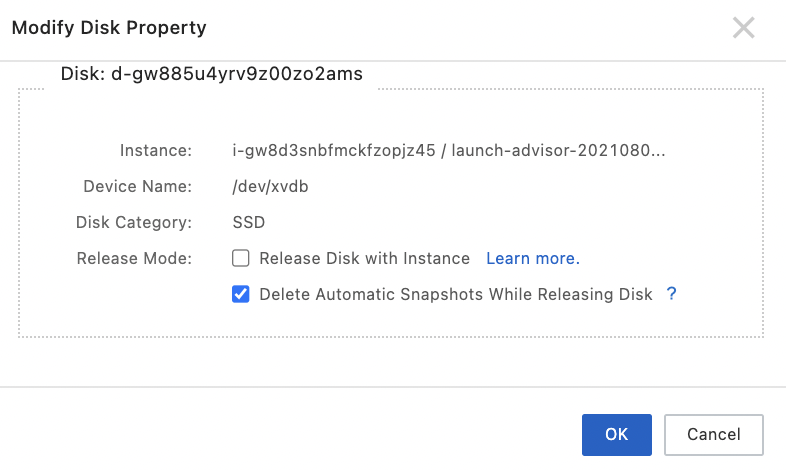 Modify Disk Property
Disk: d-gw885u4yrv9z00zo2ams
Instance: i-gw8d3snbfmckfzopjz45 / launch-advisor-2021080...
Device Name: /dev/xvdb
Disk Category: SSD
Release Mode: Release Disk with Instance Learn more.
Delete Automatic Snapshots While Releasing Disk ?
OK Cancel